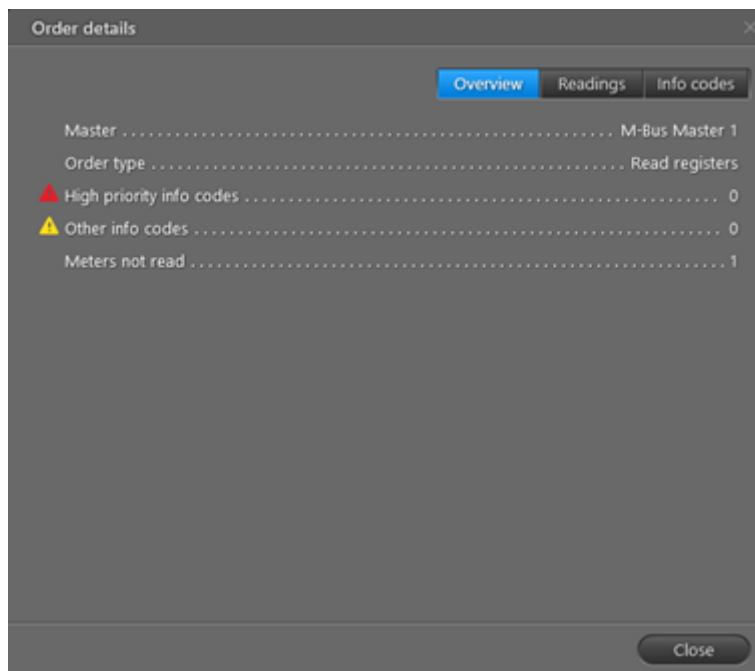 Order details
Overview Readings Info codes
Master ........................................................ M-Bus Master 1
Order type ........................................................ Read registers
High priority info codes ........................................................ 0
Other info codes ........................................................ 0
Meters not read ........................................................ 1
Close